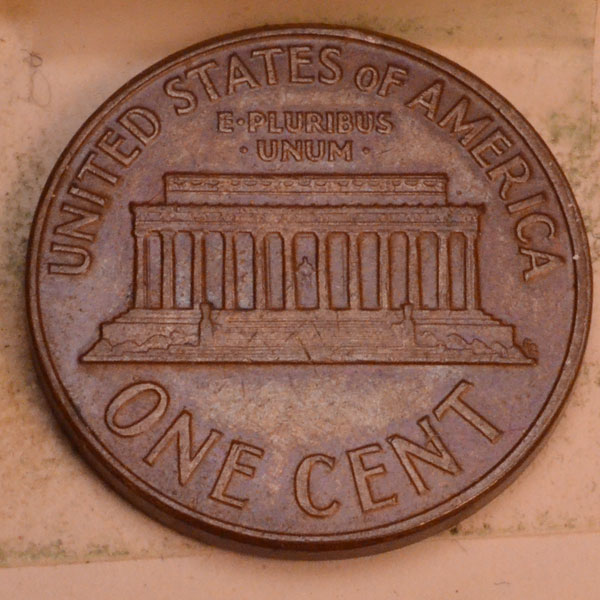 UNITED STATES OF AMERICA
E·PLURIBUS
·UNUM·
ONE CENT